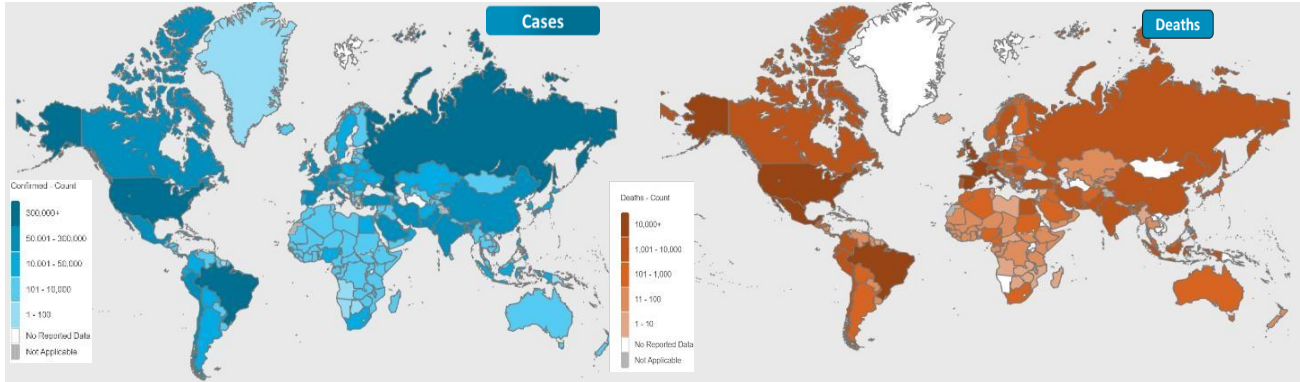 Cases
Confirmed - Count
300,000+
50.001 - 300,000
10.001 - 50,000
101 - 10,000
1 - 100
No Reported Data
Not Applicable
Deaths
Deaths - Count
10,000+
1,001 - 10,000
101 - 1,000
11 - 100
1 - 10
No Reported Data
Not Applicable